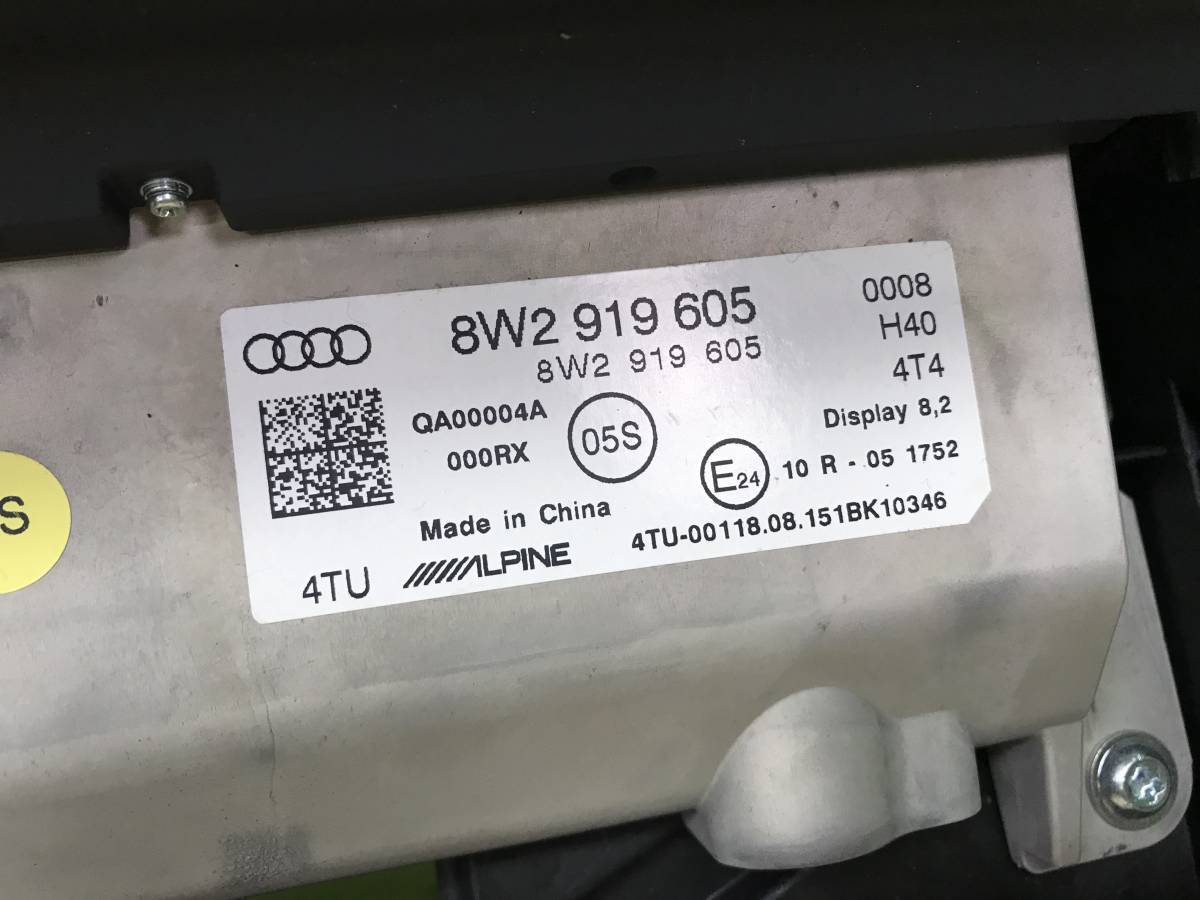 8W2 919 605
8W2 919 605
0008
H40
4T4
QA00004A
000RX
05S
Display 8,2
E24 10 R - 05 1752
Made in China
4TU-00118.08.151BK10346
4TU
ALPINE
S